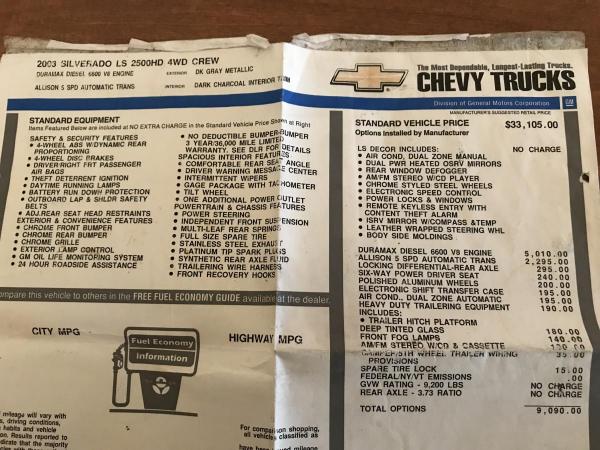 2003 SILVERADO LS 2500HD 4WD CREW
DURAMAX DIESEL 6600 V8 ENGINE EXTERIOR DK GRAY METALLIC
ALLISON 5 SPD AUTOMATIC TRANS INTERIOR DARK CHARCOAL INTERIOR TRIM
The Most Dependable, Longest-Lasting Trucks.
CHEVY TRUCKS
Division of General Motors Corporation GM
STANDARD EQUIPMENT
Items Featured Below are included at NO EXTRA CHARGE in the Standard Vehicle Price Shown at Right
SAFETY & SECURITY FEATURES
• 4-WHEEL ABS W/DYNAMIC REAR
PROPORTIONING
• 4-WHEEL DISC BRAKES
• DRIVER/RIGHT FRT PASSENGER
AIR BAGS
• THEFT DETERRENT IGNITION
• DAYTIME RUNNING LAMPS
• BATTERY RUN DOWN PROTECTION
• OUTBOARD LAP & SHLDR SAFETY
BELTS
• ADJ.REAR SEAT HEAD RESTRAINTS
EXTERIOR & CONVENIENCE FEATURES
• CHROME FRONT BUMPER
• CHROME REAR BUMPER
• CHROME GRILLE
• EXTERIOR LAMP CONTROL
• GM OIL LIFE MONITORING SYSTEM
• 24 HOUR ROADSIDE ASSISTANCE
• NO DEDUCTIBLE BUMPER-BUMPER
3 YEAR/36,000 MILE LIMITED
WARRANTY. SEE DLR FOR DETAILS
SPACIOUS INTERIOR FEATURES
• COMFORTABLE REAR SEAT ANGLE
• DRIVER WARNING MESSAGE CENTER
• INTERMITTENT WIPERS
• GAGE PACKAGE WITH TACHOMETER
• TILT WHEEL
• ONE ADDITIONAL POWER OUTLET
POWERTRAIN & CHASSIS FEATURES
• POWER STEERING
• INDEPENDENT FRONT SUSPENSION
• MULTI-LEAF REAR SPRINGS
• FULL SIZE SPARE TIRE
• STAINLESS STEEL EXHAUST
• PLATINUM TIP SPARK PLUGS
• SYNTHETIC REAR AXLE FLUID
• TRAILERING WIRE HARNESS
• FRONT RECOVERY HOOKS
MANUFACTURER'S SUGGESTED RETAIL PRICE
STANDARD VEHICLE PRICE $33,105.00
Options Installed by Manufacturer
LS DECOR INCLUDES: NO CHARGE
• AIR COND, DUAL ZONE MANUAL
• DUAL PWR HEATED OSRV MIRRORS
• REAR WINDOW DEFOGGER
• AM/FM STEREO W/CD PLAYER
• CHROME STYLED STEEL WHEELS
• ELECTRONIC SPEED CONTROL
• POWER LOCKS & WINDOWS
• REMOTE KEYLESS ENTRY WITH
CONTENT THEFT ALARM
• ISRV MIRROR W/COMPASS &TEMP
• LEATHER WRAPPED STEERING WHL
• BODY SIDE MOLDINGS
DURAMAX DIESEL 6600 V8 ENGINE 5,010.00
ALLISON 5 SPD AUTOMATIC TRANS 2,295.00
LOCKING DIFFERENTIAL-REAR AXLE 295.00
SIX-WAY POWER DRIVER SEAT 240.00
POLISHED ALUMINUM WHEELS 200.00
ELECTRONIC SHIFT TRANSFER CASE 195.00
AIR COND., DUAL ZONE AUTOMATIC 195.00
HEAVY DUTY TRAILERING EQUIPMENT 190.00
INCLUDES:
• TRAILER HITCH PLATFORM
DEEP TINTED GLASS 180.00
FRONT FOG LAMPS 140.00
AM/FM STEREO W/CD & CASSETTE
CAMPER/5TH WHEEL TRAILER WIRING 35.00
PROVISIONS
SPARE TIRE LOCK 15.00
FEDERAL/NY/VT EMISSIONS .00
GVW RATING - 9,200 LBS NO CHARGE
REAR AXLE - 3.73 RATIO NO CHARGE
TOTAL OPTIONS 9,090.00
mpare this vehicle to others in the FREE FUEL ECONOMY GUIDE available at the dealer.
CITY MPG
Fuel Economy
Information
HIGHWAY MPG
l mileage will vary with
s, driving conditions,
habits and vehicle
on. Results reported to
dicate that the majority
For comparison shopping,
all vehicles classified as